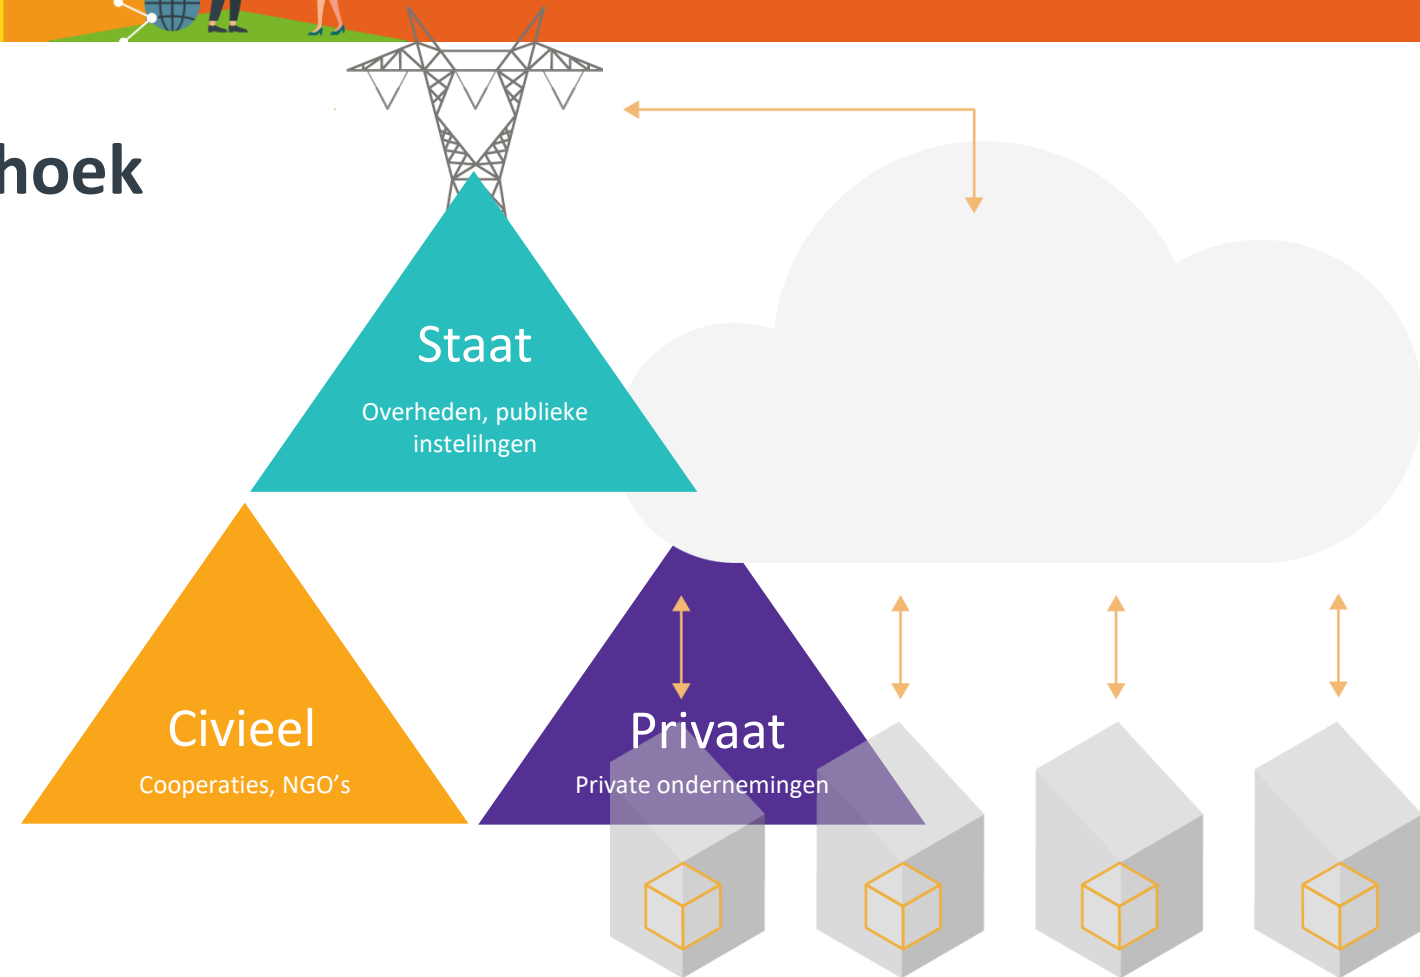 hoek
Staat
Overheden, publieke
instelilngen
Civieel
Cooperaties, NGO’s
Privaat
Private ondernemingen